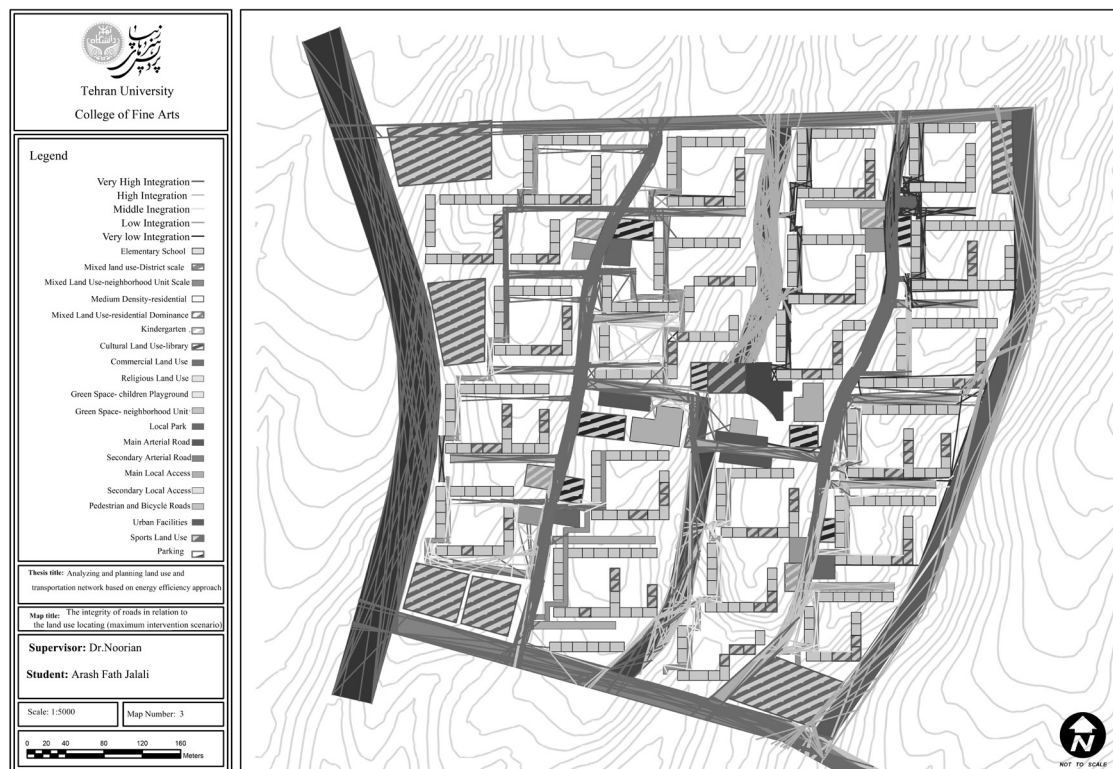 Tehran University
College of Fine Arts
Legend
Very High Integration
High Integration
Middle Inegration
Low Integration
Very low Integration
Elementary School
Mixed land use-District scale
Mixed Land Use-neighborhood Unit Scale
Medium Density-residential
Mixed Land Use-residential Dominance
Kindergarten
Cultural Land Use-library
Commercial Land Use
Religious Land Use
Green Space- children Playground
Green Space- neighborhood Unit
Local Park
Main Arterial Road
Secondary Arterial Road
Main Local Access
Secondary Local Access
Pedestrian and Bicycle Roads
Urban Facilities
Sports Land Use
Parking
Thesis title: Analyzing and planning land use and
transportation network based on energy efficiency approach
Map title: The integrity of roads in relation to
the land use locating (maximum intervention scenario)
Supervisor: Dr.Noorian
Student: Arash Fath Jalali
Scale: 1:5000
Map Number: 3
0 20 40 80 120 160
Meters
N
NOT TO SCALE